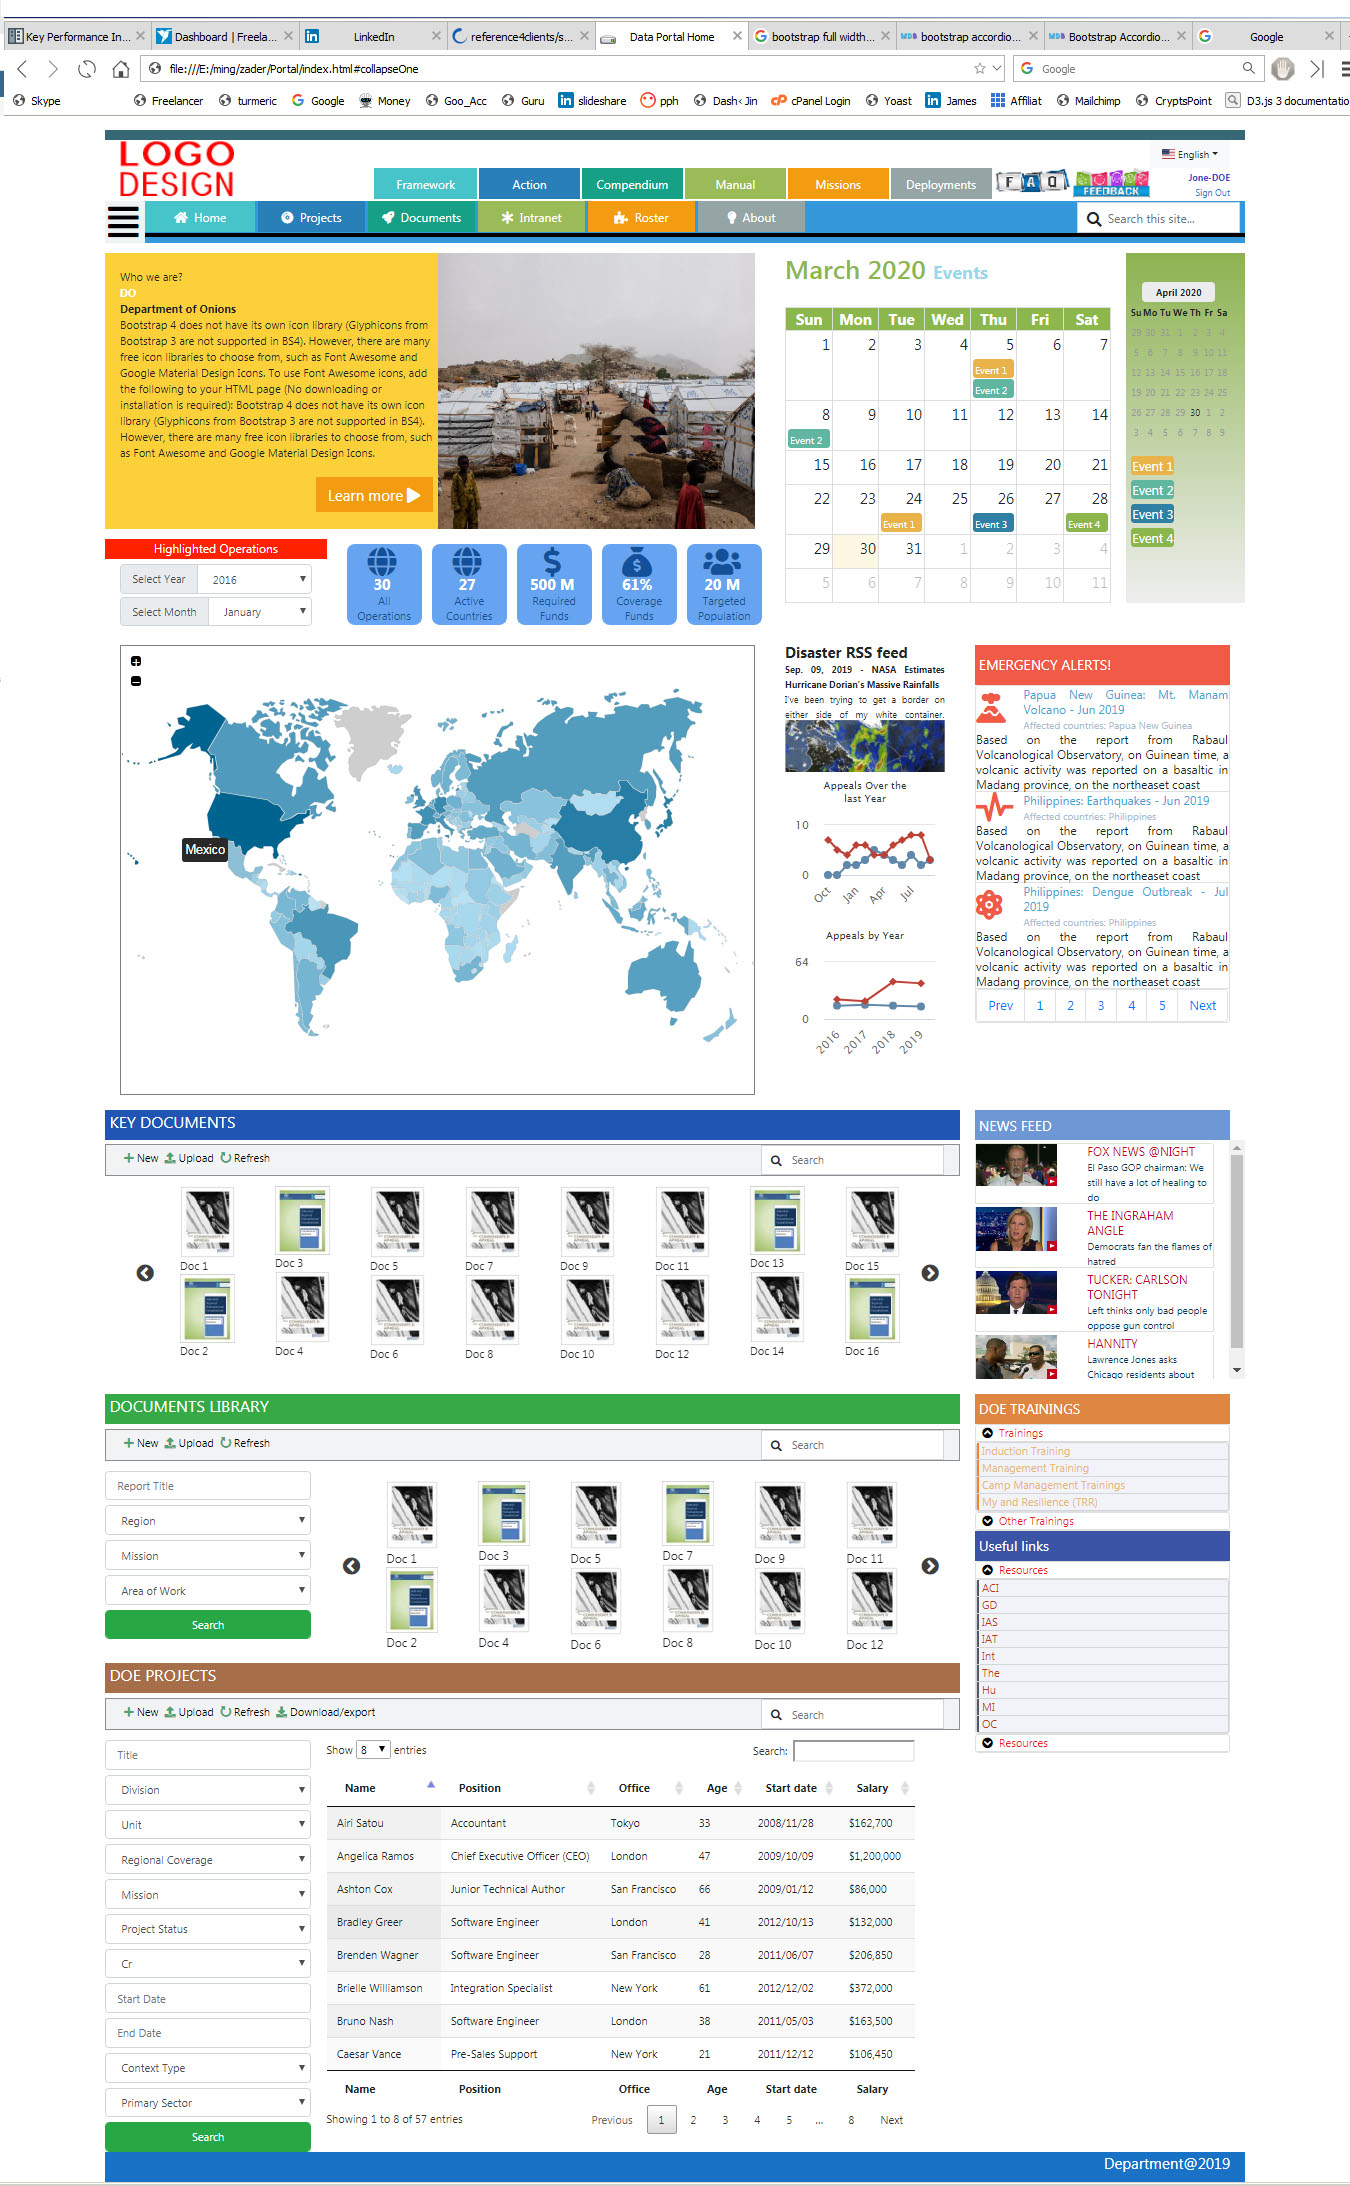 Key Performance In...
Dashboard | Freela...
LinkedIn
reference4clients/s...
Data Portal Home
bootstrap full width...
bootstrap accordio...
Bootstrap Accordio...
Google
file:///E:/ming/zader/Portal/index.html#collapseOne
Google
Skype
Freelancer
turmeric
Google
Money
Goo_Acc
Guru
slideshare
pph
Dash‹Jin
cPanel Login
Yoast
James
Affiliat
Mailchimp
CryptsPoint
D3.js 3 documentatio
LOGO
DESIGN
English
Framework
Action
Compendium
Manual
Missions
Deployments
FAQ
FEEDBACK
Jone-DOE
Sign Out
Home
Projects
Documents
Intranet
Roster
About
Search this site...
Who we are?
DO
Department of Onions
Bootstrap 4 does not have its own icon library (Glyphicons from
Bootstrap 3 are not supported in BS4). However, there are many
free icon libraries to choose from, such as Font Awesome and
Google Material Design Icons. To use Font Awesome icons, add
the following to your HTML page (No downloading or
installation is required): Bootstrap 4 does not have its own icon
library (Glyphicons from Bootstrap 3 are not supported in BS4).
However, there are many free icon libraries to choose from, such
as Font Awesome and Google Material Design Icons.
Learn more
March 2020 Events
Sun Mon Tue Wed Thu Fri Sat
1 2 3 4 5 6 7
Event 1
Event 2
8 9 10 11 12 13 14
Event 2
15 16 17 18 19 20 21
22 23 24 25 26 27 28
Event 1 Event 3 Event 4
29 30 31 1 2 3 4
5 6 7 8 9 10 11
April 2020
Su Mo Tu We Th Fr Sa
29 30 31 1 2 3 4
5 6 7 8 9 10 11
12 13 14 15 16 17 18
19 20 21 22 23 24 25
26 27 28 29 30 1 2
3 4 5 6 7 8 9
Event 1
Event 2
Event 3
Event 4
Highlighted Operations
Select Year 2016
Select Month January
30
All
Operations
27
Active
Countries
500 M
Required
Funds
61%
Coverage
Funds
20 M
Targeted
Population
Mexico
Disaster RSS feed
Sep. 09, 2019 - NASA Estimates
Hurricane Dorian's Massive Rainfalls
I've been trying to get a border on
either side of my white container.
Appeals Over the
last Year
10
0
Oct Jan Apr Jul
Appeals by Year
64
0
2016 2017 2018 2019
EMERGENCY ALERTS!
Papua New Guinea: Mt. Manam
Volcano - Jun 2019
Affected countries: Papua New Guinea
Based on the report from Rabaul
Volcanological Observatory, on Guinean time, a
volcanic activity was reported on a basaltic in
Madang province, on the northeaset coast
Philippines: Earthquakes - Jun 2019
Affected countries: Philippines
Based on the report from Rabaul
Volcanological Observatory, on Guinean time, a
volcanic activity was reported on a basaltic in
Madang province, on the northeaset coast
Philippines: Dengue Outbreak - Jul
2019
Affected countries: Philippines
Based on the report from Rabaul
Volcanological Observatory, on Guinean time, a
volcanic activity was reported on a basaltic in
Madang province, on the northeaset coast
Prev 1 2 3 4 5 Next
KEY DOCUMENTS
New Upload Refresh
Search
Doc 1 Doc 3 Doc 5 Doc 7 Doc 9 Doc 11 Doc 13 Doc 15
Doc 2 Doc 4 Doc 6 Doc 8 Doc 10 Doc 12 Doc 14 Doc 16
NEWS FEED
FOX NEWS @NIGHT
El Paso GOP chairman: We
still have a lot of healing to
do
THE INGRAHAM
ANGLE
Democrats fan the flames of
hatred
TUCKER: CARLSON
TONIGHT
Left thinks only bad people
oppose gun control
HANNITY
Lawrence Jones asks
Chicago residents about
DOCUMENTS LIBRARY
New Upload Refresh
Search
Report Title
Region
Mission
Area of Work
Search
Doc 1 Doc 3 Doc 5 Doc 7 Doc 9 Doc 11
Doc 2 Doc 4 Doc 6 Doc 8 Doc 10 Doc 12
DOE TRAININGS
Trainings
Induction Training
Management Training
Camp Management Trainings
My and Resilience (TRR)
Other Trainings
Useful links
Resources
ACI
GD
IAS
IAT
Int
The
Hu
MI
OC
Resources
DOE PROJECTS
New Upload Refresh Download/export
Search
Title
Division
Unit
Regional Coverage
Mission
Project Status
Cr
Start Date
End Date
Context Type
Primary Sector
Search
Show 8 entries
Search:
Name Position Office Age Start date Salary
Airi Satou Accountant Tokyo 33 2008/11/28 $162,700
Angelica Ramos Chief Executive Officer (CEO) London 47 2009/10/09 $1,200,000
Ashton Cox Junior Technical Author San Francisco 66 2009/01/12 $86,000
Bradley Greer Software Engineer London 41 2012/10/13 $132,000
Brenden Wagner Software Engineer San Francisco 28 2011/06/07 $206,850
Brielle Williamson Integration Specialist New York 61 2012/12/02 $372,000
Bruno Nash Software Engineer London 38 2011/05/03 $163,500
Caesar Vance Pre-Sales Support New York 21 2011/12/12 $106,450
Name Position Office Age Start date Salary
Showing 1 to 8 of 57 entries
Previous 1 2 3 4 5 ... 8 Next
Department@2019